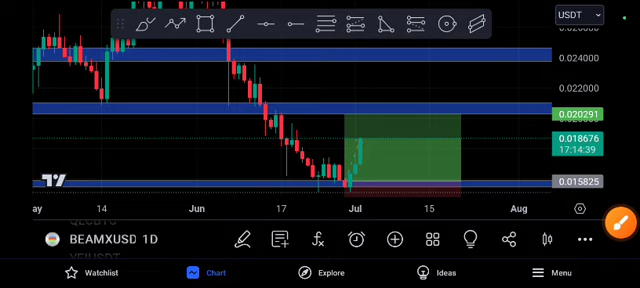 USDT
0.024000
0.022000
0.020291
0.018676
17:14:39
0.015825
ay 14 Jun 17 Jul 15 Aug
BEAMXUSD 1D
Watchlist Chart Explore Ideas Menu